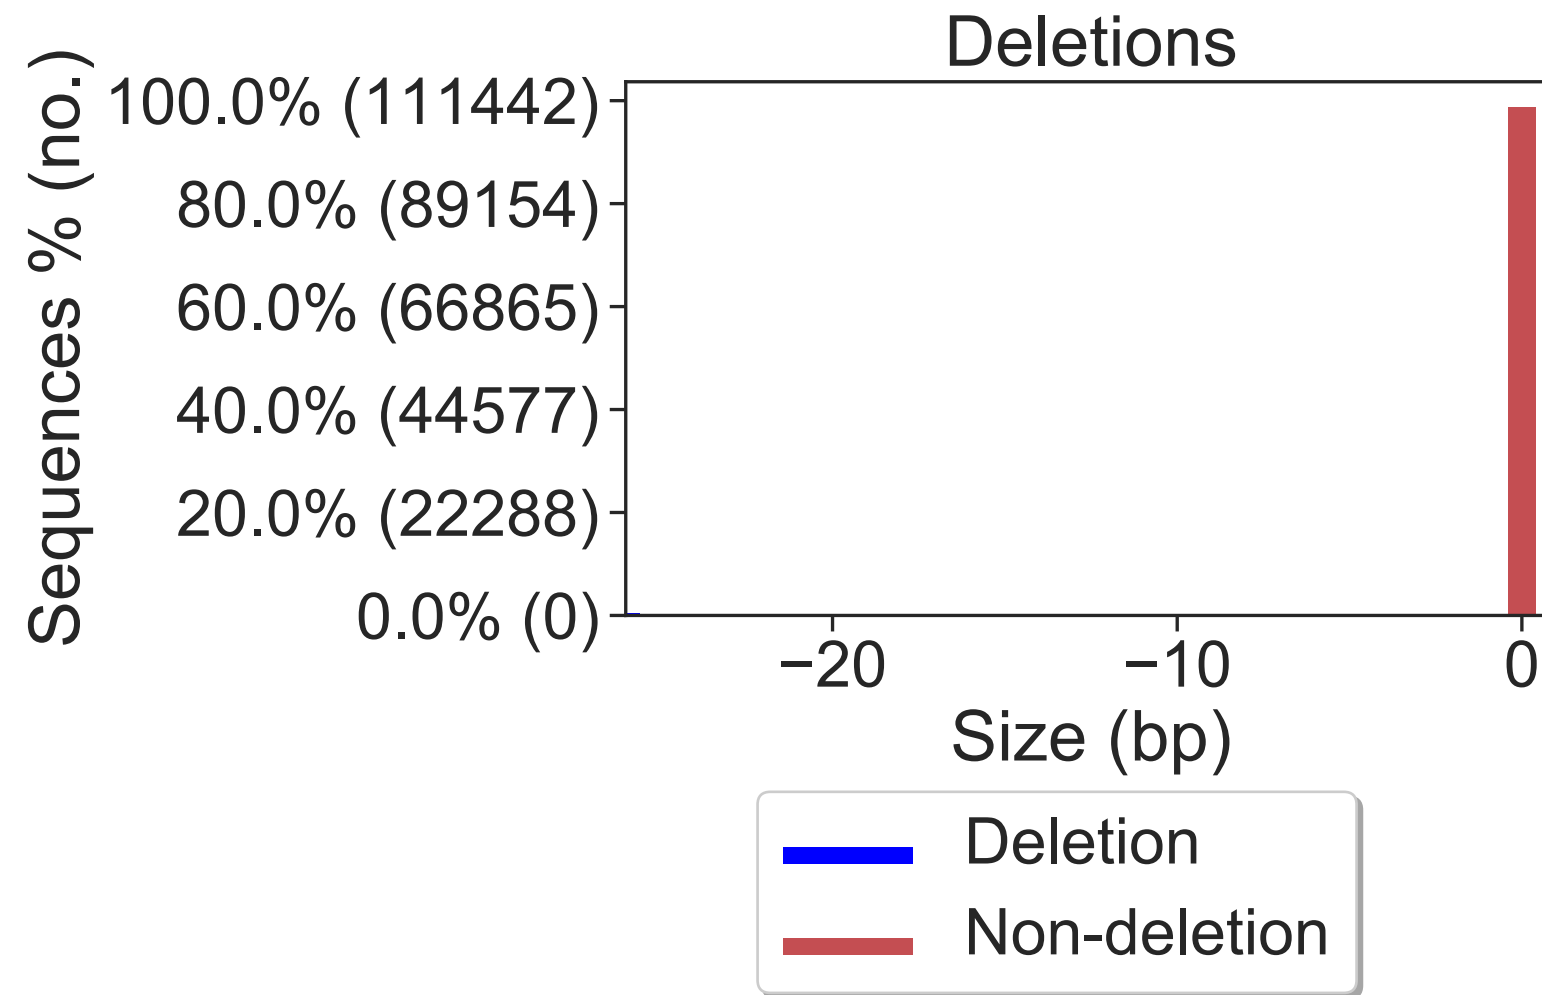 Deletions
Sequences % (no.)
100.0% (111442)
80.0% (89154)
60.0% (66865)
40.0% (44577)
20.0% (22288)
0.0% (0)
−20 −10 0
Size (bp)
Deletion
Non-deletion